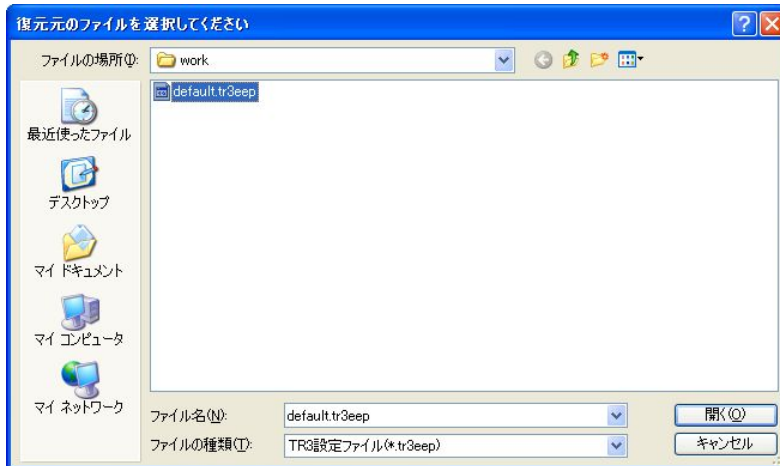 復元元のファイルを選択してください
ファイルの場所(I):
work
default.tr3eep
最近使ったファイル
デスクトップ
マイ ドキュメント
マイ コンピュータ
マイ ネットワーク
ファイル名(N):
default.tr3eep
開く(O)
ファイルの種類(T):
TR3設定ファイル(*.tr3eep)
キャンセル